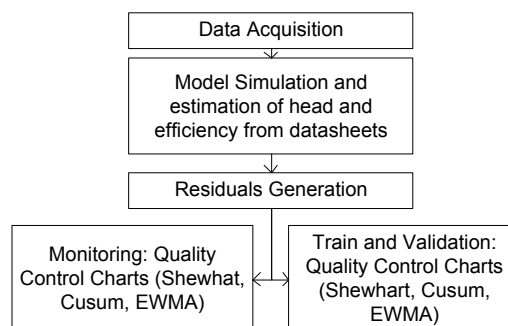 Data Acquisition
Model Simulation and
estimation of head and
efficiency from datasheets
Residuals Generation
Monitoring: Quality
Control Charts (Shewhat,
Cusum, EWMA)
Train and Validation:
Quality Control Charts
(Shewhart, Cusum,
EWMA)